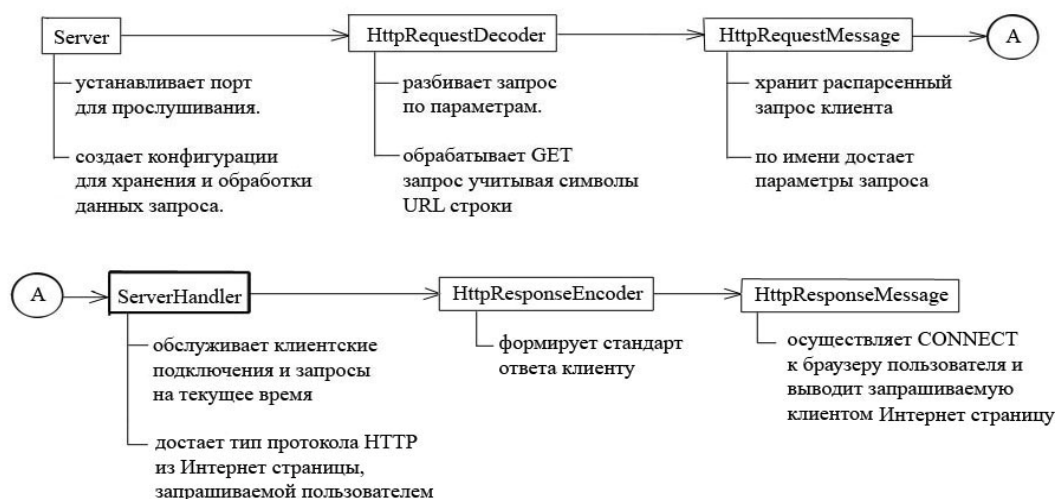 Server
HttpRequestDecoder
HttpRequestMessage
A
устанавливает порт
для прослушивания.
создает конфигурации
для хранения и обработки
данных запроса.
разбивает запрос
по параметрам.
обрабатывает GET
запрос учитывая символы
URL строки
хранит распарсенный
запрос клиента
по имени достает
параметры запроса
A
ServerHandler
HttpResponseEncoder
HttpResponseMessage
обслуживает клиентские
подключения и запросы
на текущее время
достает тип протокола HTTP
из Интернет страницы,
запрашиваемой пользователем
формирует стандарт
ответа клиенту
осуществляет CONNECT
к браузеру пользователя и
выводит запрашиваемую
клиентом Интернет страницу